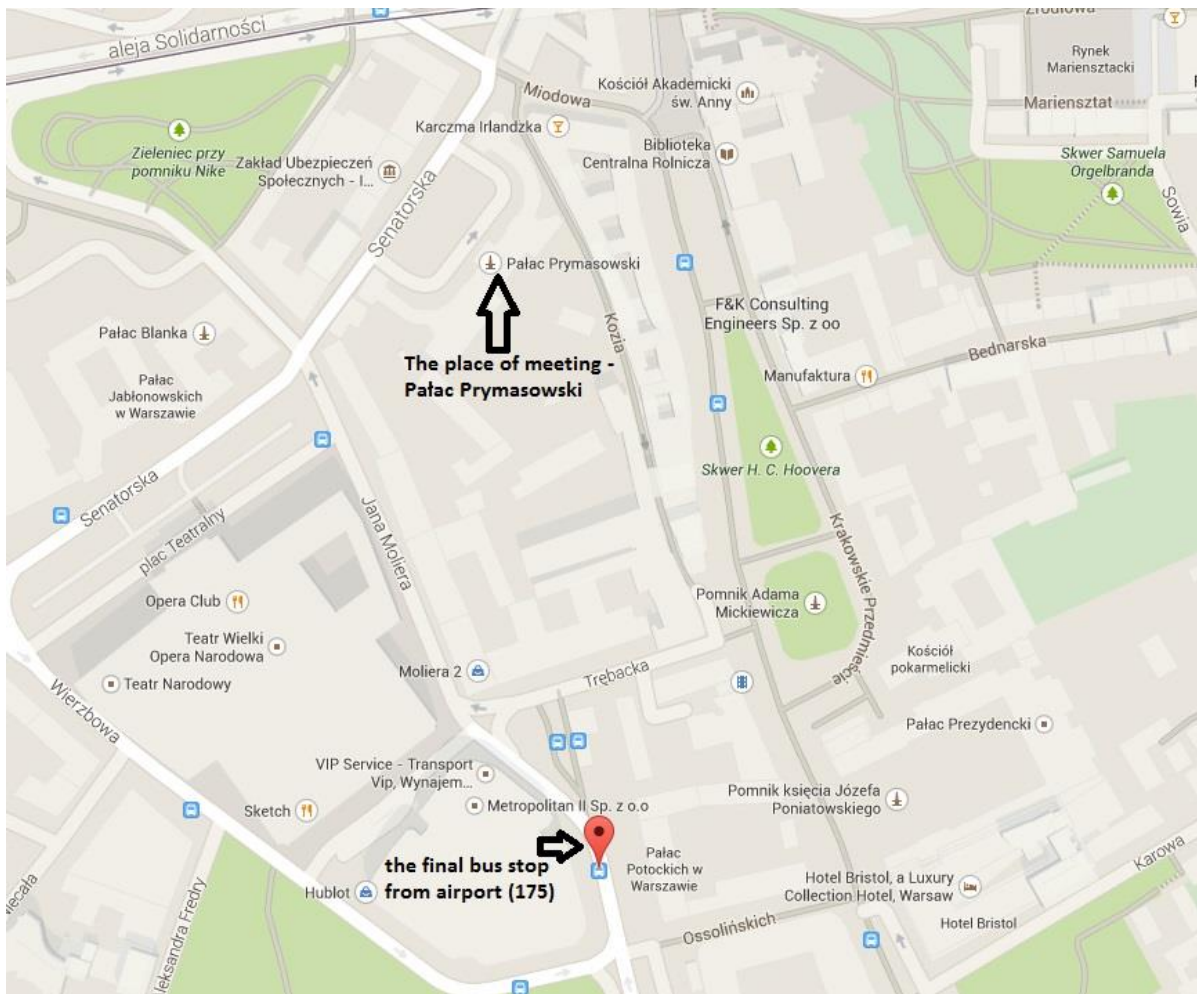 aleja Solidarności
Rynek
Mariensztacki
Kościół Akademicki
św. Anny
Miodowa
Mariensztat
Karczma Irlandzka
Biblioteka
Centralna Rolnicza
Zieleniec przy
pomniku Nike
Zakład Ubezpieczeń
Społecznych - I...
Skwer Samuela
Orgelbranda
Sowia
Senatorska
Pałac Prymasowski
F&K Consulting
Engineers Sp. z oo
Kozia
Pałac Blanka
Bednarska
The place of meeting -
Pałac Prymasowski
Manufaktura
Pałac
Jabłonowskich
w Warszawie
Skwer H. C. Hoovera
Senatorska
plac Teatralny
Jana Moliera
Krakowskie Przedmieście
Opera Club
Pomnik Adama
Mickiewicza
Teatr Wielki
Opera Narodowa
Kościół
pokarmelicki
Moliera 2
Trębacka
Teatr Narodowy
Wierzbowa
Pałac Prezydencki
VIP Service - Transport
Vip, Wynajem...
Metropolitan II Sp. z o.o
Sketch
Pomnik księcia Józefa
Poniatowskiego
the final bus stop
from airport (175)
Pałac
Potockich w
Warszawie
Karowa
Hotel Bristol, a Luxury
Collection Hotel, Warsaw
Hublot
Hotel Bristol
Ossolińskich